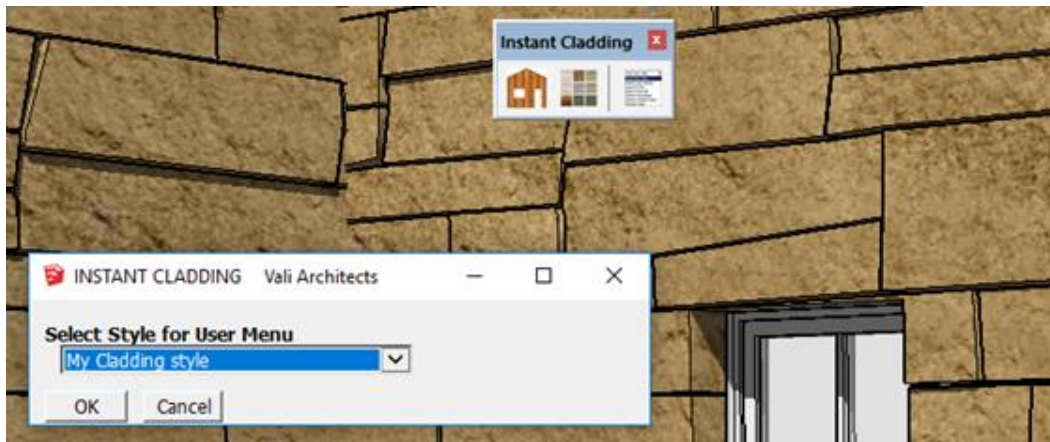 Instant Cladding
INSTANT CLADDING Vali Architects
Select Style for User Menu
My Cladding style
OK Cancel